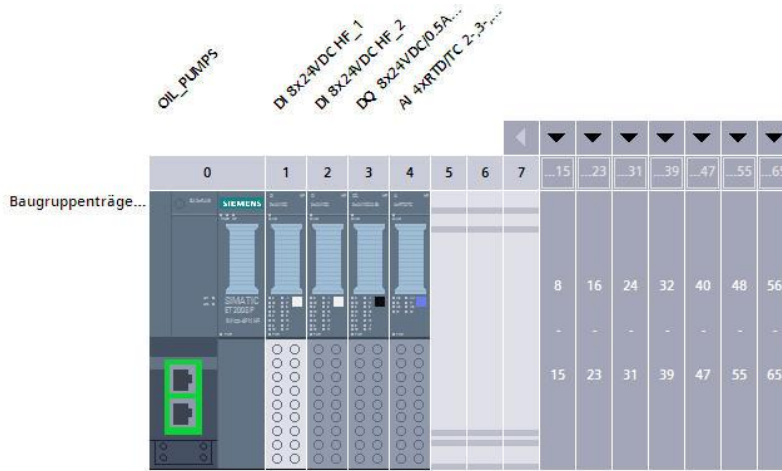 OIL_PUMPS
DI 8x24VDC HF_1
DI 8x24VDC HF_2
DQ 8x24VDC/0.5A...
AI 4xRTD/TC 2-,3-,...
0 1 2 3 4 5 6 7 ...15 ...23 ...31 ...39 ...47 ...55 ...65
Baugruppenträge...
SIEMENS
SIMATIC
ET 200SP
8 16 24 32 40 48 56
- - - - - - -
15 23 31 39 47 55 65